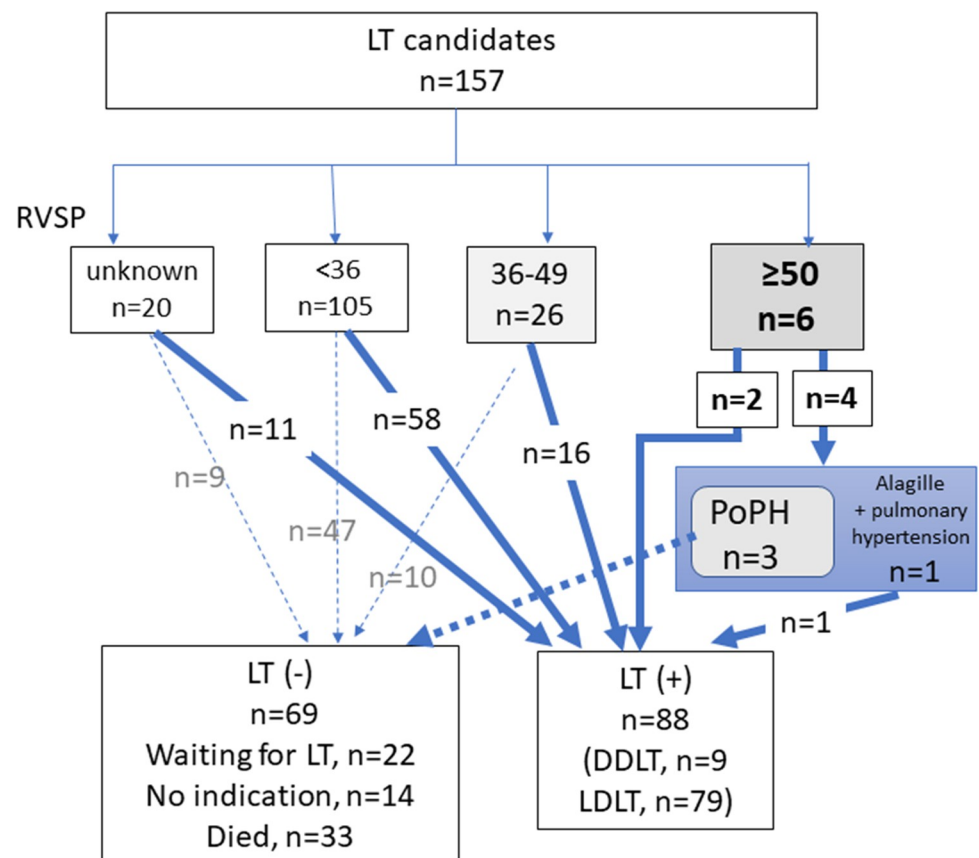 LT candidates
n=157
RVSP
unknown
n=20
<36
n=105
36-49
n=26
≥50
n=6
n=2
n=4
n=11
n=58
n=16
n=9
n=47
n=10
PoPH
n=3
Alagille
+ pulmonary
hypertension
n=1
n=1
LT (-)
n=69
Waiting for LT, n=22
No indication, n=14
Died, n=33
LT (+)
n=88
(DDLT, n=9
LDLT, n=79)